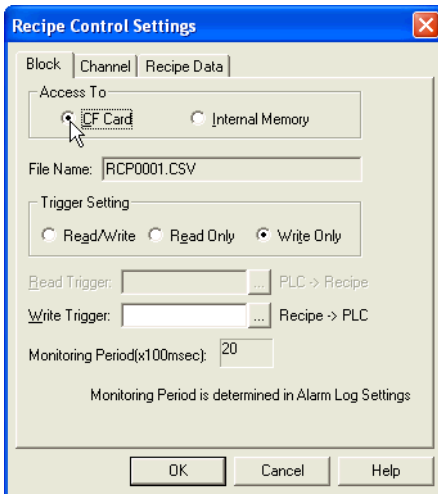 Recipe Control Settings
Block Channel Recipe Data
Access To
CF Card Internal Memory
File Name: RCP0001.CSV
Trigger Setting
Read/Write Read Only Write Only
Read Trigger: ... PLC -> Recipe
Write Trigger: ... Recipe -> PLC
Monitoring Period(x100msec): 20
Monitoring Period is determined in Alarm Log Settings
OK Cancel Help